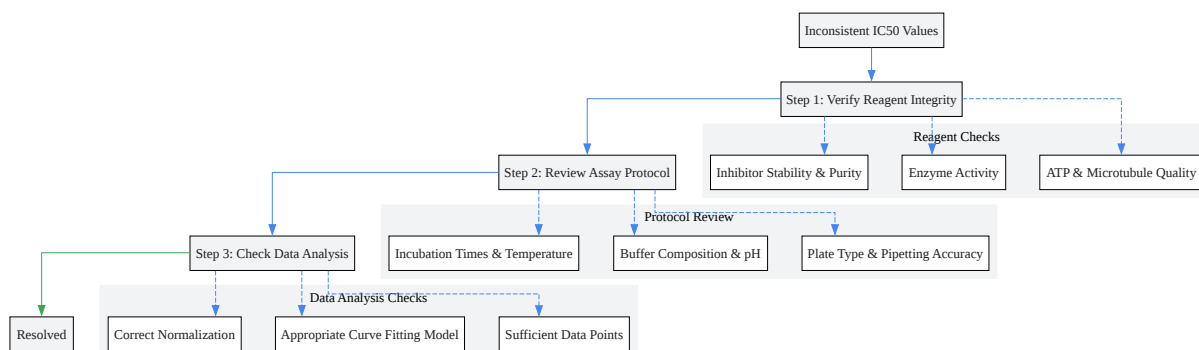 Inconsistent IC50 Values
Step 1: Verify Reagent Integrity
Reagent Checks
Inhibitor Stability & Purity
Enzyme Activity
ATP & Microtubule Quality
Step 2: Review Assay Protocol
Protocol Review
Incubation Times & Temperature
Buffer Composition & pH
Plate Type & Pipetting Accuracy
Step 3: Check Data Analysis
Data Analysis Checks
Resolved
Correct Normalization
Appropriate Curve Fitting Model
Sufficient Data Points